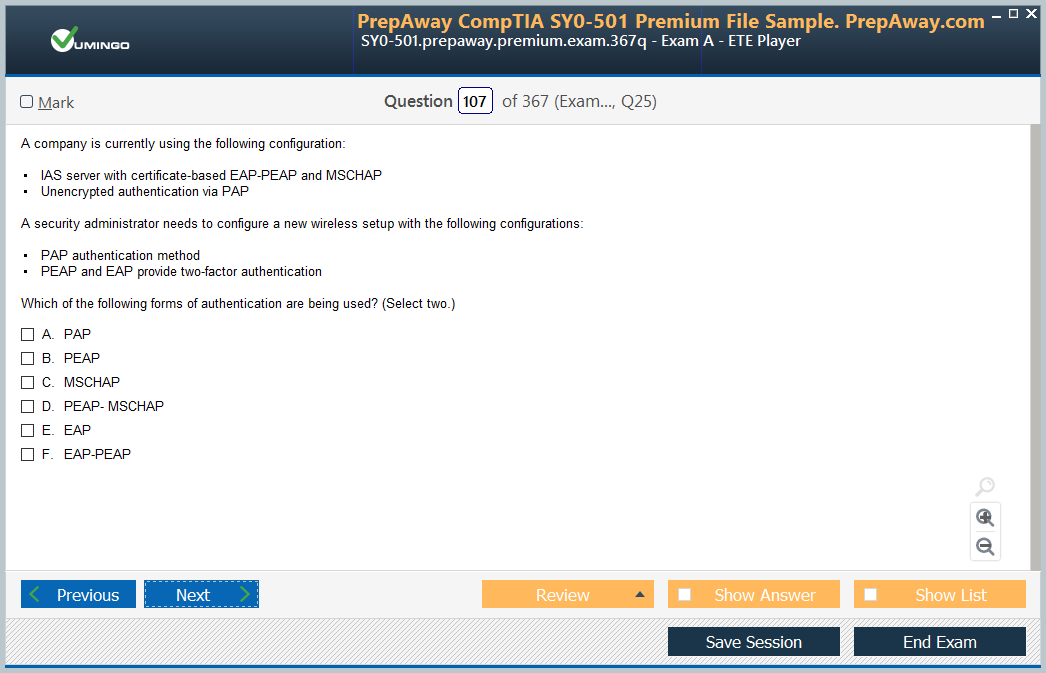 PrepAway CompTIA SY0-501 Premium File Sample. PrepAway.com
SY0-501.prepaway.premium.exam.367q - Exam A - ETE Player
VUMINGO
Mark
Question 107 of 367 (Exam..., Q25)
A company is currently using the following configuration:
• IAS server with certificate-based EAP-PEAP and MSCHAP
• Unencrypted authentication via PAP
A security administrator needs to configure a new wireless setup with the following configurations:
• PAP authentication method
• PEAP and EAP provide two-factor authentication
Which of the following forms of authentication are being used? (Select two.)
A. PAP
B. PEAP
C. MSCHAP
D. PEAP- MSCHAP
E. EAP
F. EAP-PEAP
Previous
Next
Review
Show Answer
Show List
Save Session
End Exam